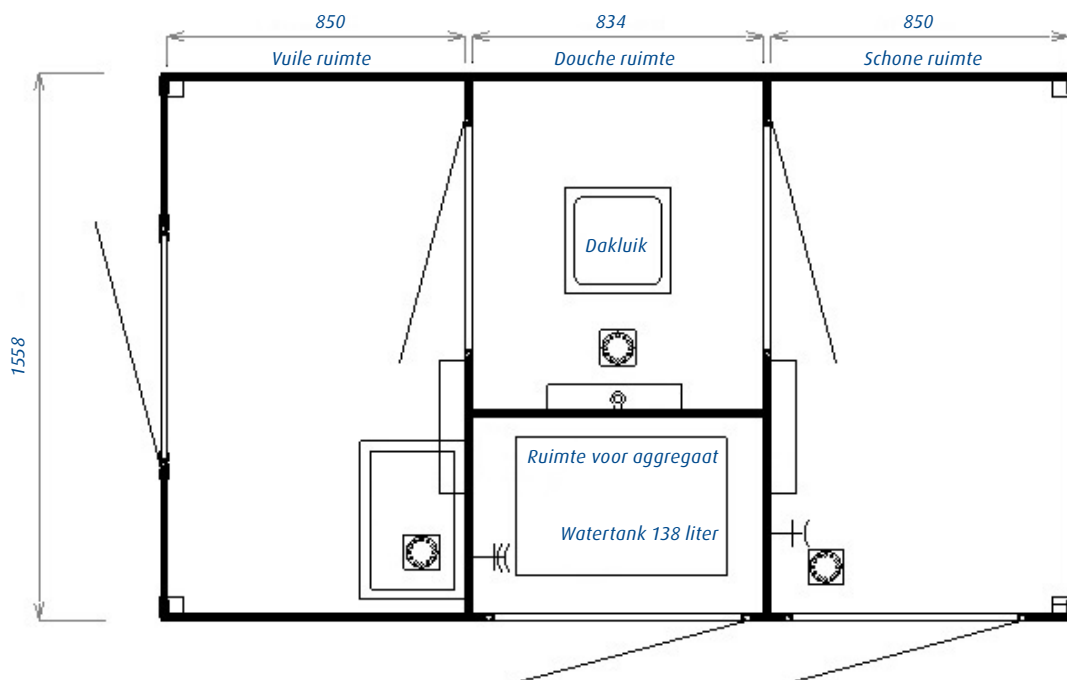 850 834 850
Vuile ruimte Douche ruimte Schone ruimte
Dakluik
1558
Ruimte voor aggregaat
Watertank 138 liter